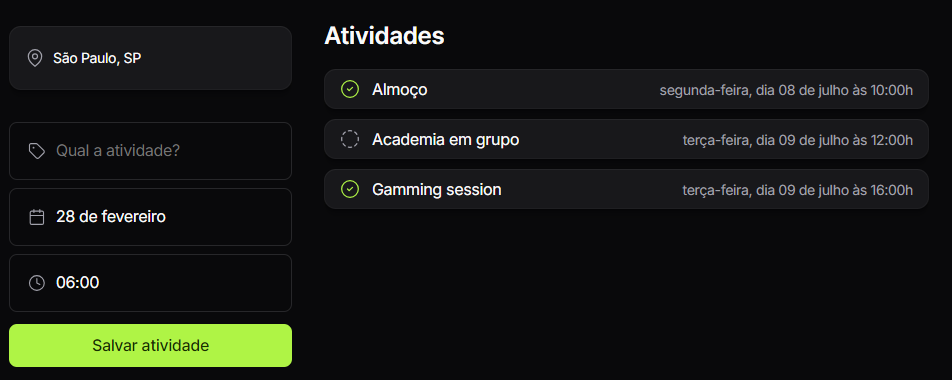 São Paulo, SP
Qual a atividade?
28 de fevereiro
06:00
Salvar atividade
Atividades
Almoço segunda-feira, dia 08 de julho às 10:00h
Academia em grupo terça-feira, dia 09 de julho às 12:00h
Gamming session terça-feira, dia 09 de julho às 16:00h